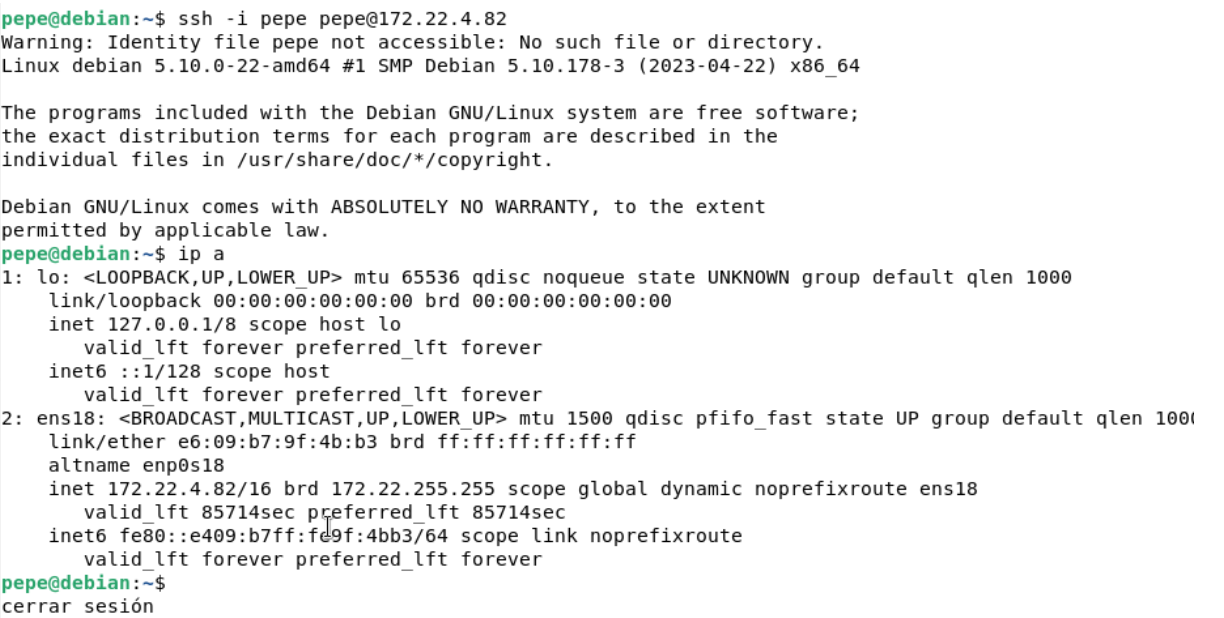 pepe@debian:~$ ssh -i pepe pepe@172.22.4.82
Warning: Identity file pepe not accessible: No such file or directory.
Linux debian 5.10.0-22-amd64 #1 SMP Debian 5.10.178-3 (2023-04-22) x86_64

The programs included with the Debian GNU/Linux system are free software;
the exact distribution terms for each program are described in the
individual files in /usr/share/doc/*/copyright.

Debian GNU/Linux comes with ABSOLUTELY NO WARRANTY, to the extent
permitted by applicable law.
pepe@debian:~$ ip a
1: lo: <LOOPBACK,UP,LOWER_UP> mtu 65536 qdisc noqueue state UNKNOWN group default qlen 1000
    link/loopback 00:00:00:00:00:00 brd 00:00:00:00:00:00
    inet 127.0.0.1/8 scope host lo
       valid_lft forever preferred_lft forever
    inet6 ::1/128 scope host
       valid_lft forever preferred_lft forever
2: ens18: <BROADCAST,MULTICAST,UP,LOWER_UP> mtu 1500 qdisc pfifo_fast state UP group default qlen 1000
    link/ether e6:09:b7:9f:4b:b3 brd ff:ff:ff:ff:ff:ff
    altname enp0s18
    inet 172.22.4.82/16 brd 172.22.255.255 scope global dynamic noprefixroute ens18
       valid_lft 85714sec preferred_lft 85714sec
    inet6 fe80::e409:b7ff:fe9f:4bb3/64 scope link noprefixroute
       valid_lft forever preferred_lft forever
pepe@debian:~$
cerrar sesión